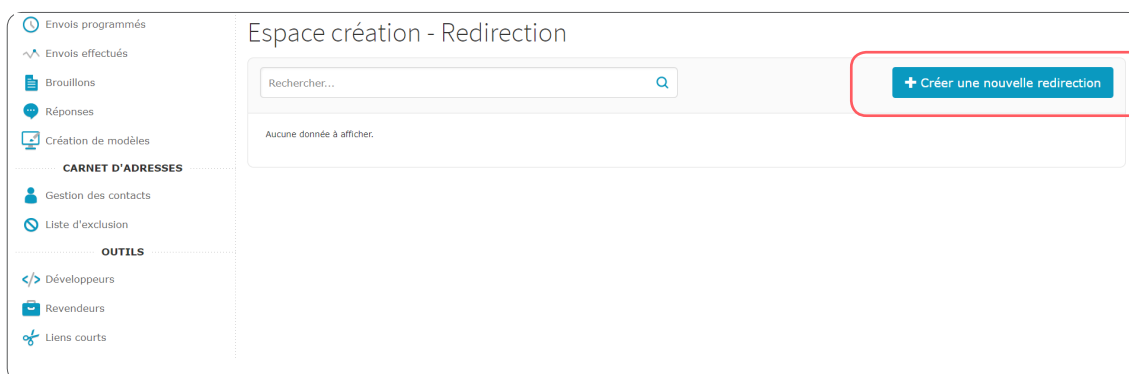 Envois programmés
Envois effectués
Brouillons
Réponses
Création de modèles
CARNET D'ADRESSES
Gestion des contacts
Liste d'exclusion
OUTILS
Développeurs
Revendeurs
Liens courts
Espace création - Redirection
Rechercher...
+ Créer une nouvelle redirection
Aucune donnée à afficher.